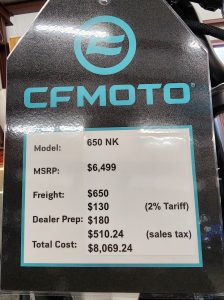 CFMOTO
Model: 650 NK
MSRP: $6,499
Freight: $650
$130 (2% Tariff)
Dealer Prep: $180
$510.24 (sales tax)
Total Cost: $8,069.24